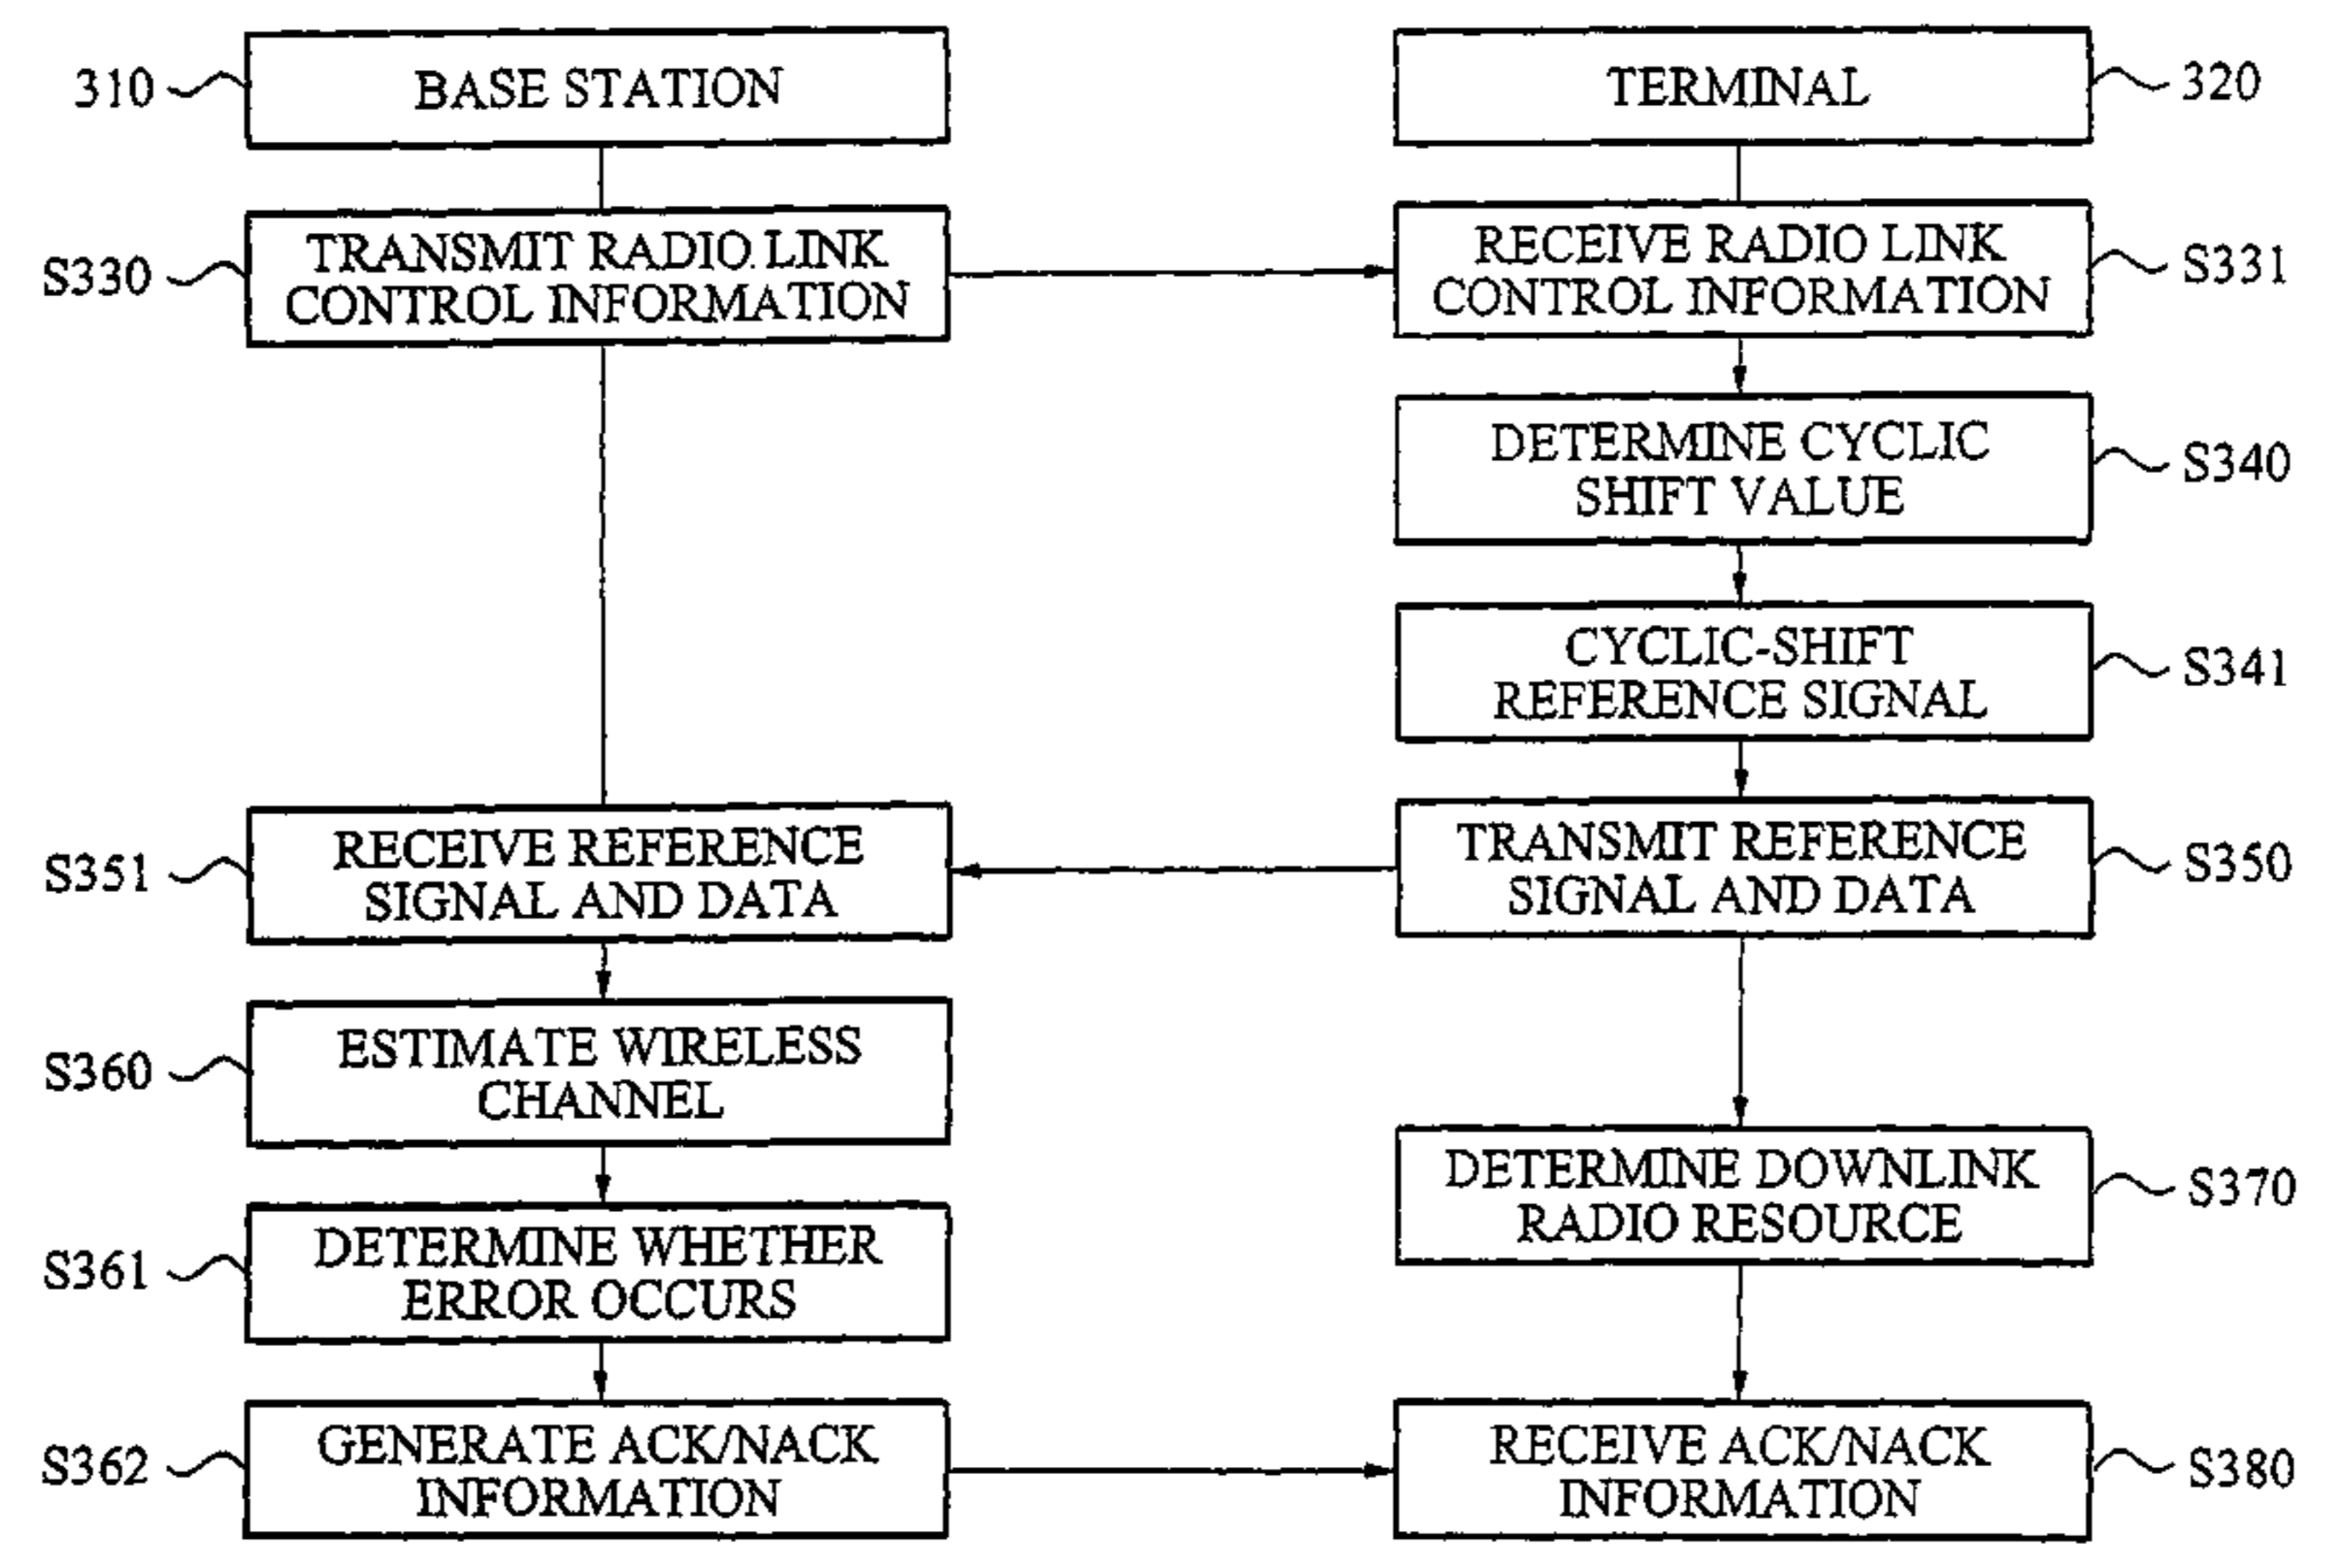 310
BASE STATION
TERMINAL
320
S330
TRANSMIT RADIO LINK
CONTROL INFORMATION
RECEIVE RADIO LINK
CONTROL INFORMATION
S331
DETERMINE CYCLIC
SHIFT VALUE
S340
CYCLIC-SHIFT
REFERENCE SIGNAL
S341
S351
RECEIVE REFERENCE
SIGNAL AND DATA
TRANSMIT REFERENCE
SIGNAL AND DATA
S350
S360
ESTIMATE WIRELESS
CHANNEL
DETERMINE DOWNLINK
RADIO RESOURCE
S370
S361
DETERMINE WHETHER
ERROR OCCURS
S362
GENERATE ACK/NACK
INFORMATION
RECEIVE ACK/NACK
INFORMATION
S380